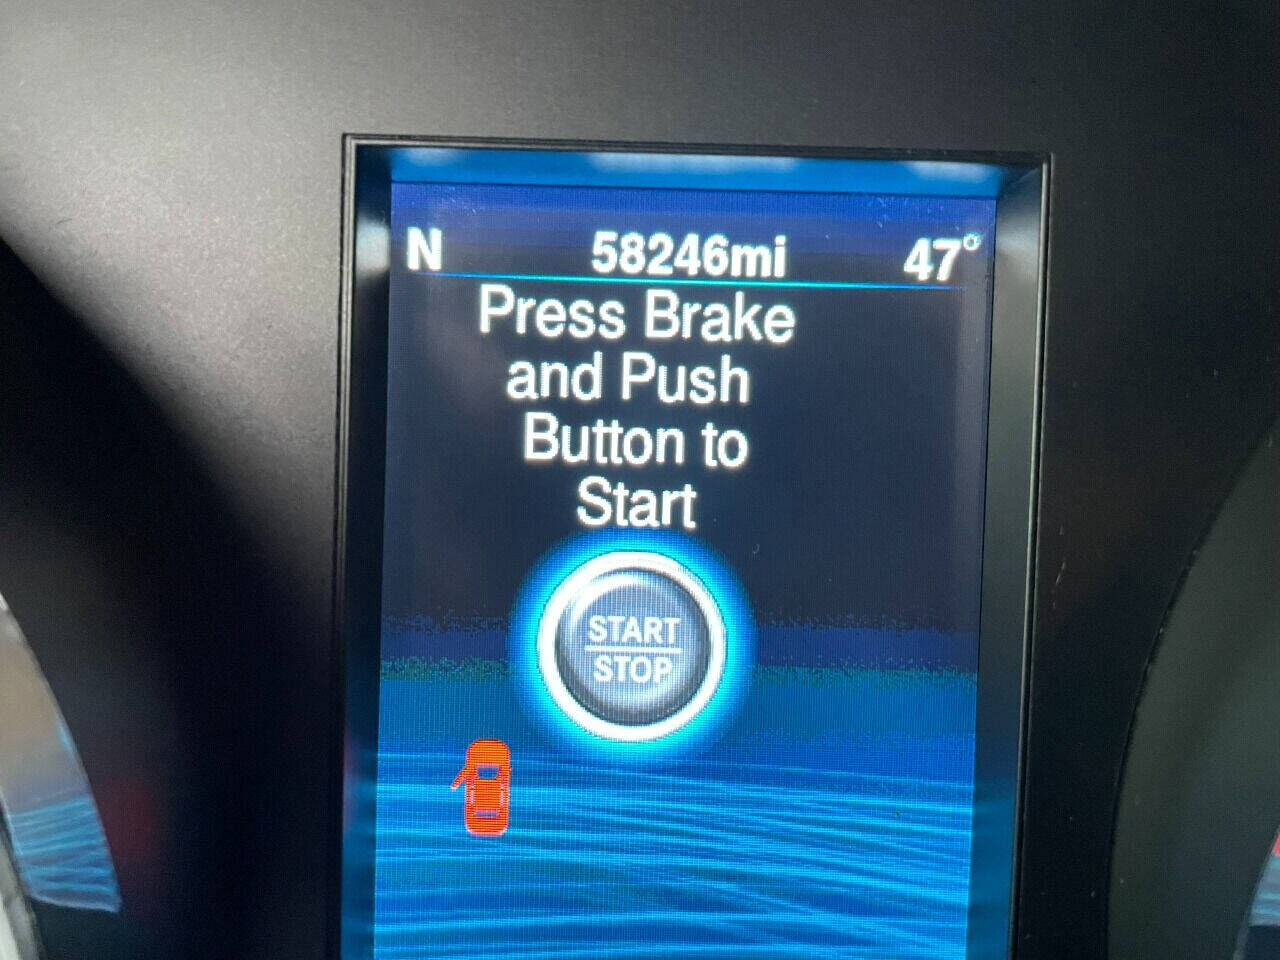 N 58246mi 47°
Press Brake
and Push
Button to
Start
START
STOP